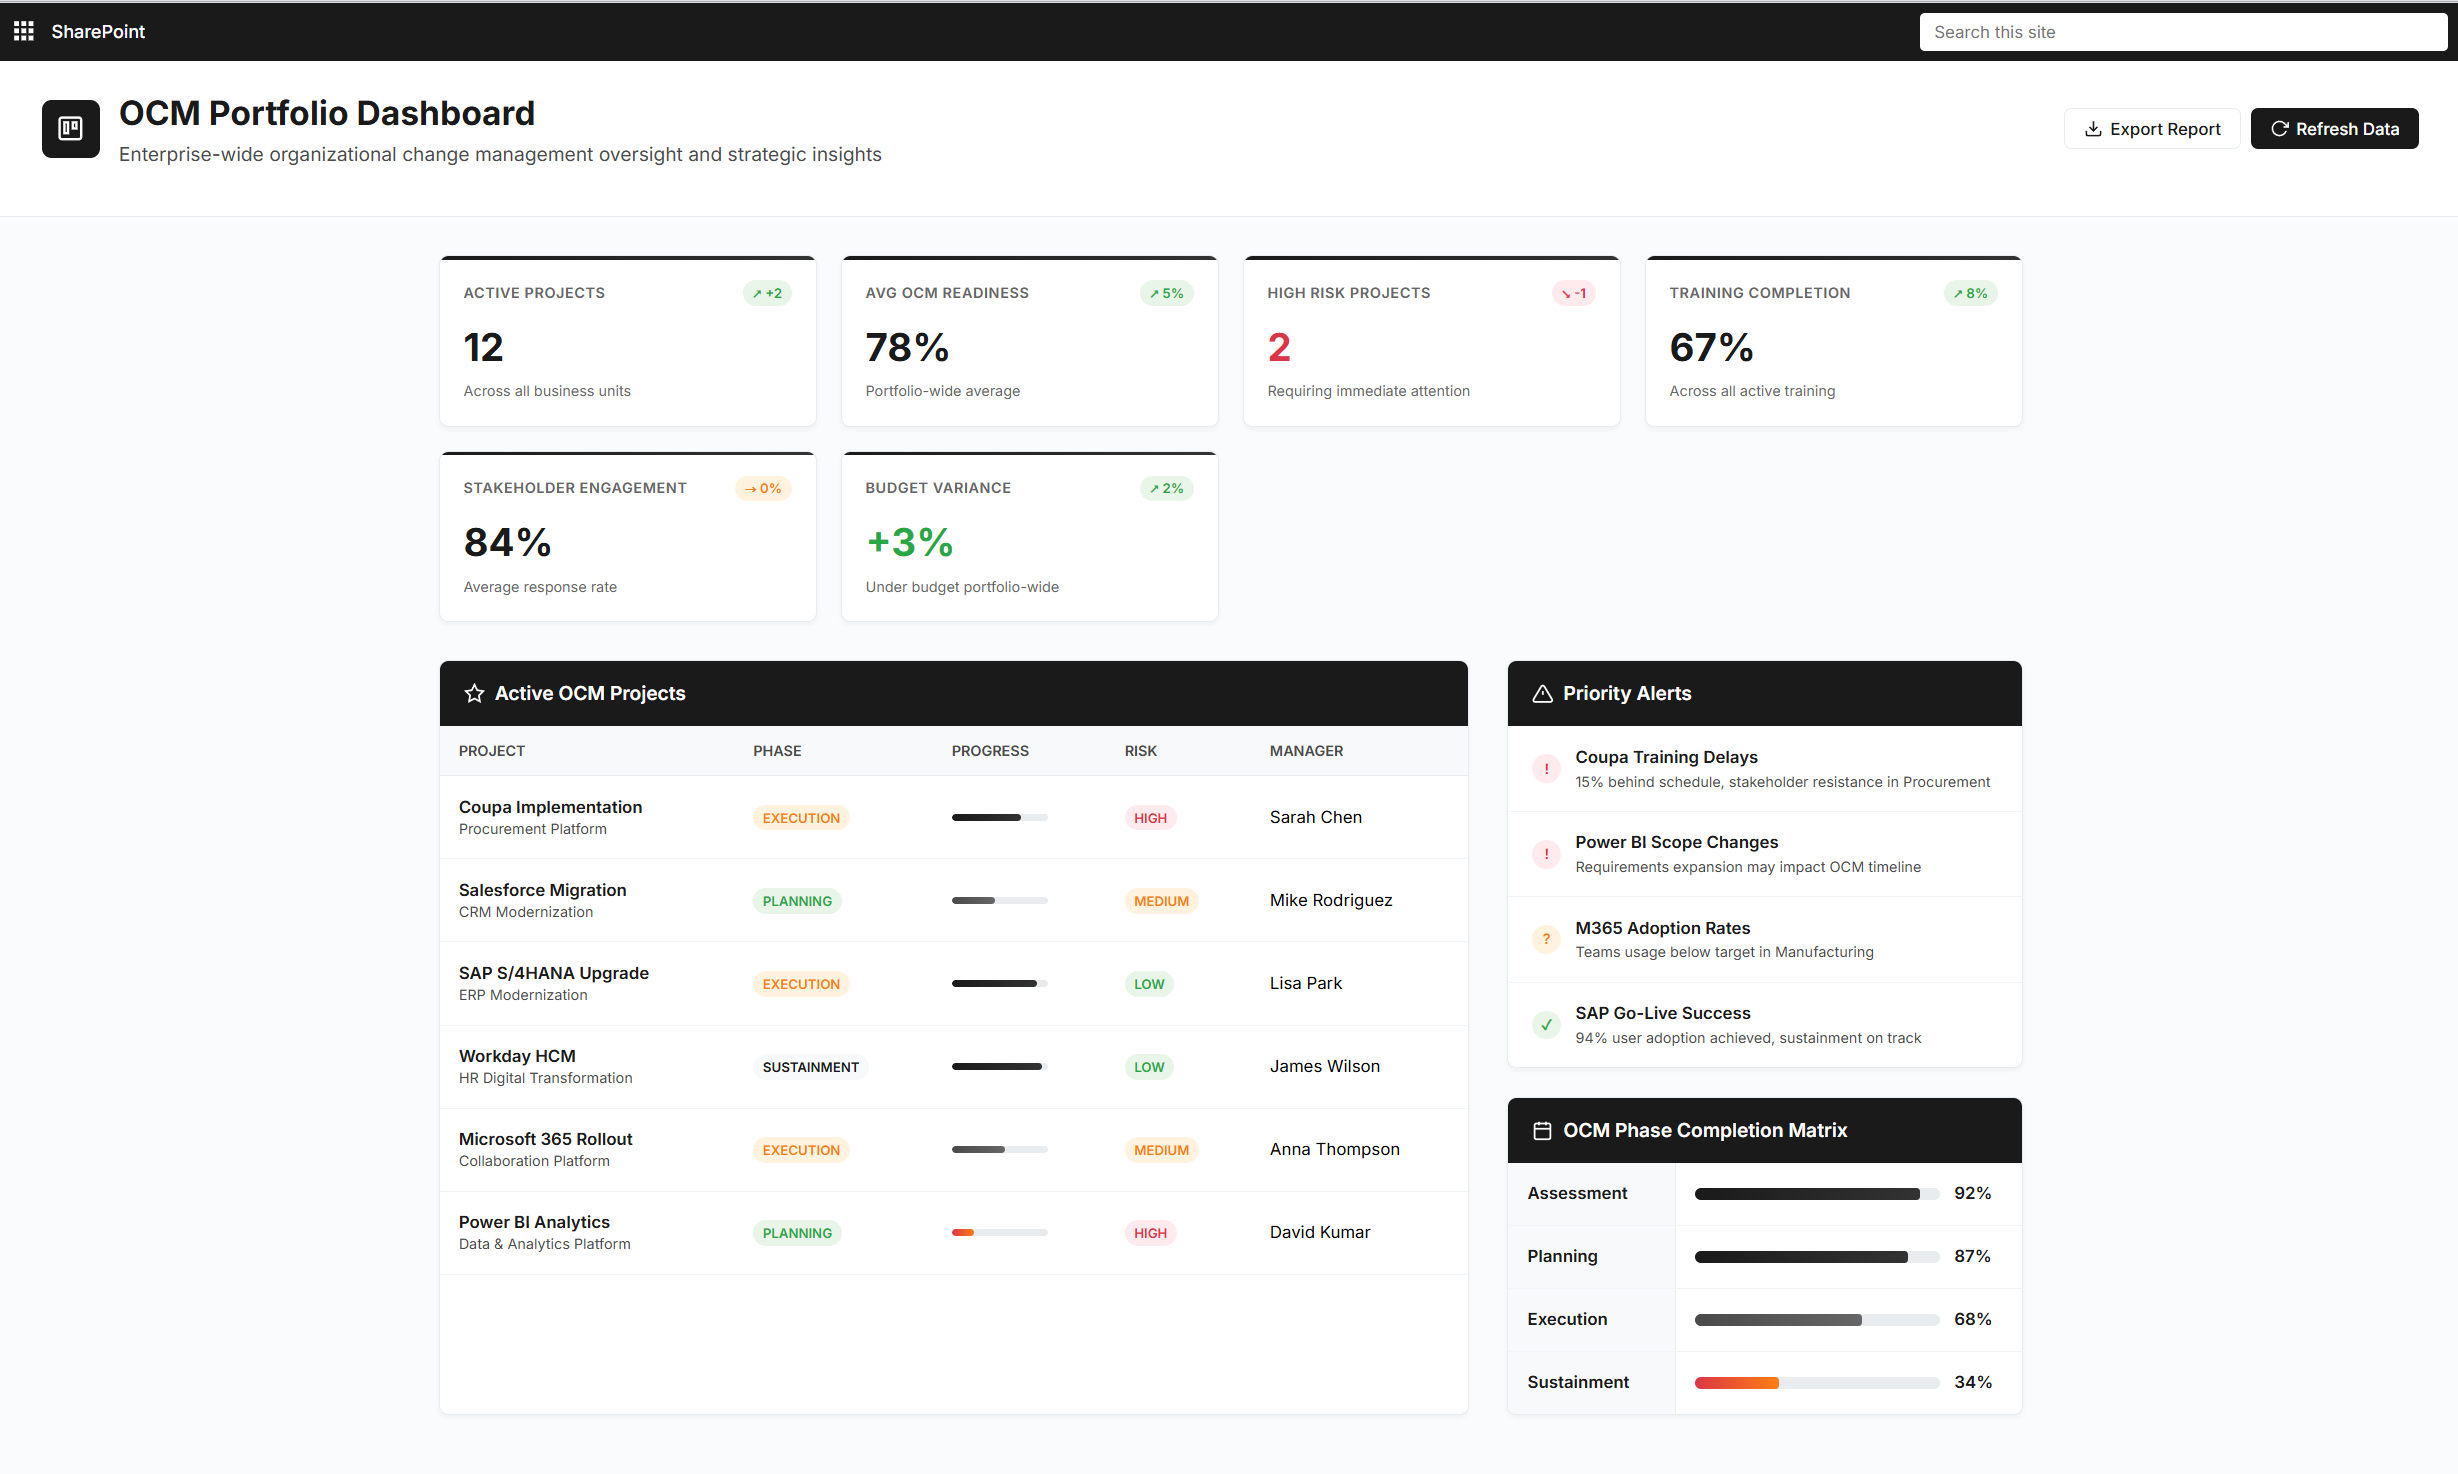 SharePoint
Search this site
OCM Portfolio Dashboard
Enterprise-wide organizational change management oversight and strategic insights
Export Report
Refresh Data
ACTIVE PROJECTS
↗ +2
12
Across all business units
AVG OCM READINESS
↗ 5%
78%
Portfolio-wide average
HIGH RISK PROJECTS
↘ -1
2
Requiring immediate attention
TRAINING COMPLETION
↗ 8%
67%
Across all active training
STAKEHOLDER ENGAGEMENT
→ 0%
84%
Average response rate
BUDGET VARIANCE
↗ 2%
+3%
Under budget portfolio-wide
Active OCM Projects
PROJECT PHASE PROGRESS RISK MANAGER
Coupa Implementation
Procurement Platform
EXECUTION
HIGH
Sarah Chen
Salesforce Migration
CRM Modernization
PLANNING
MEDIUM
Mike Rodriguez
SAP S/4HANA Upgrade
ERP Modernization
EXECUTION
LOW
Lisa Park
Workday HCM
HR Digital Transformation
SUSTAINMENT
LOW
James Wilson
Microsoft 365 Rollout
Collaboration Platform
EXECUTION
MEDIUM
Anna Thompson
Power BI Analytics
Data & Analytics Platform
PLANNING
HIGH
David Kumar
Priority Alerts
!
Coupa Training Delays
15% behind schedule, stakeholder resistance in Procurement
!
Power BI Scope Changes
Requirements expansion may impact OCM timeline
?
M365 Adoption Rates
Teams usage below target in Manufacturing
✓
SAP Go-Live Success
94% user adoption achieved, sustainment on track
OCM Phase Completion Matrix
Assessment 92%
Planning 87%
Execution 68%
Sustainment 34%